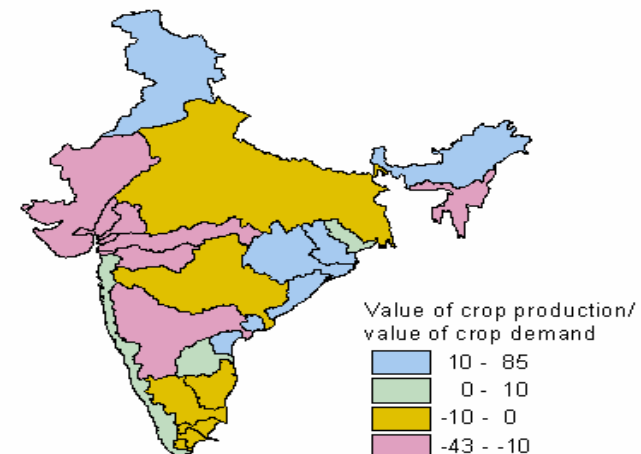 Value of crop production/
value of crop demand
10 - 85
0 - 10
-10 - 0
-43 - -10